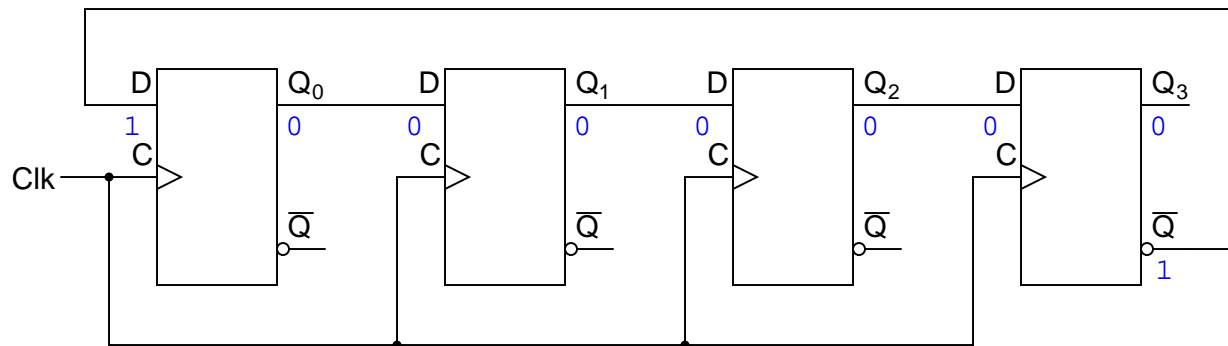 D Q₀ D Q₁ D Q₂ D Q₃
1 0 0 0 0 0 0 0
Clk C C C C
Q̅ Q̅ Q̅ Q̅
1